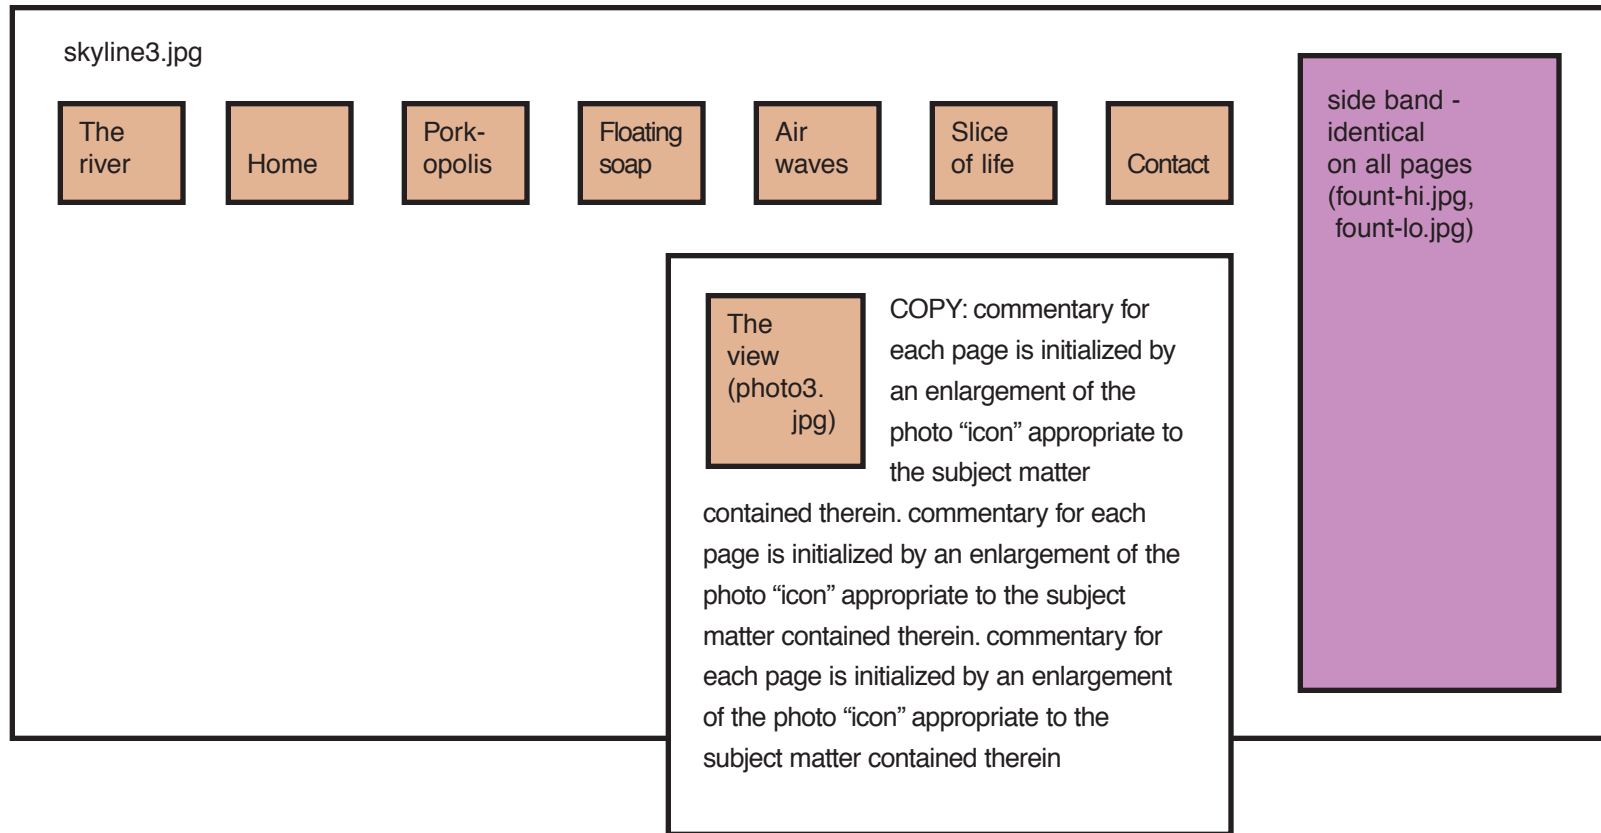 skyline3.jpg
The
river
Home
Pork-
opolis
Floating
soap
Air
waves
Slice
of life
Contact
side band -
identical
on all pages
(fount-hi.jpg,
fount-lo.jpg)
The
view
(photo3.
jpg)
COPY: commentary for
each page is initialized by
an enlargement of the
photo “icon” appropriate to
the subject matter
contained therein. commentary for each
page is initialized by an enlargement of the
photo “icon” appropriate to the subject
matter contained therein. commentary for
each page is initialized by an enlargement
of the photo “icon” appropriate to the
subject matter contained therein